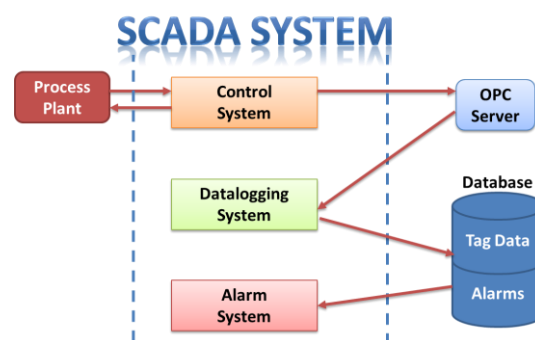 SCADA SYSTEM
Process
Plant
Control
System
OPC
Server
Datalogging
System
Database
Tag Data
Alarms
Alarm
System